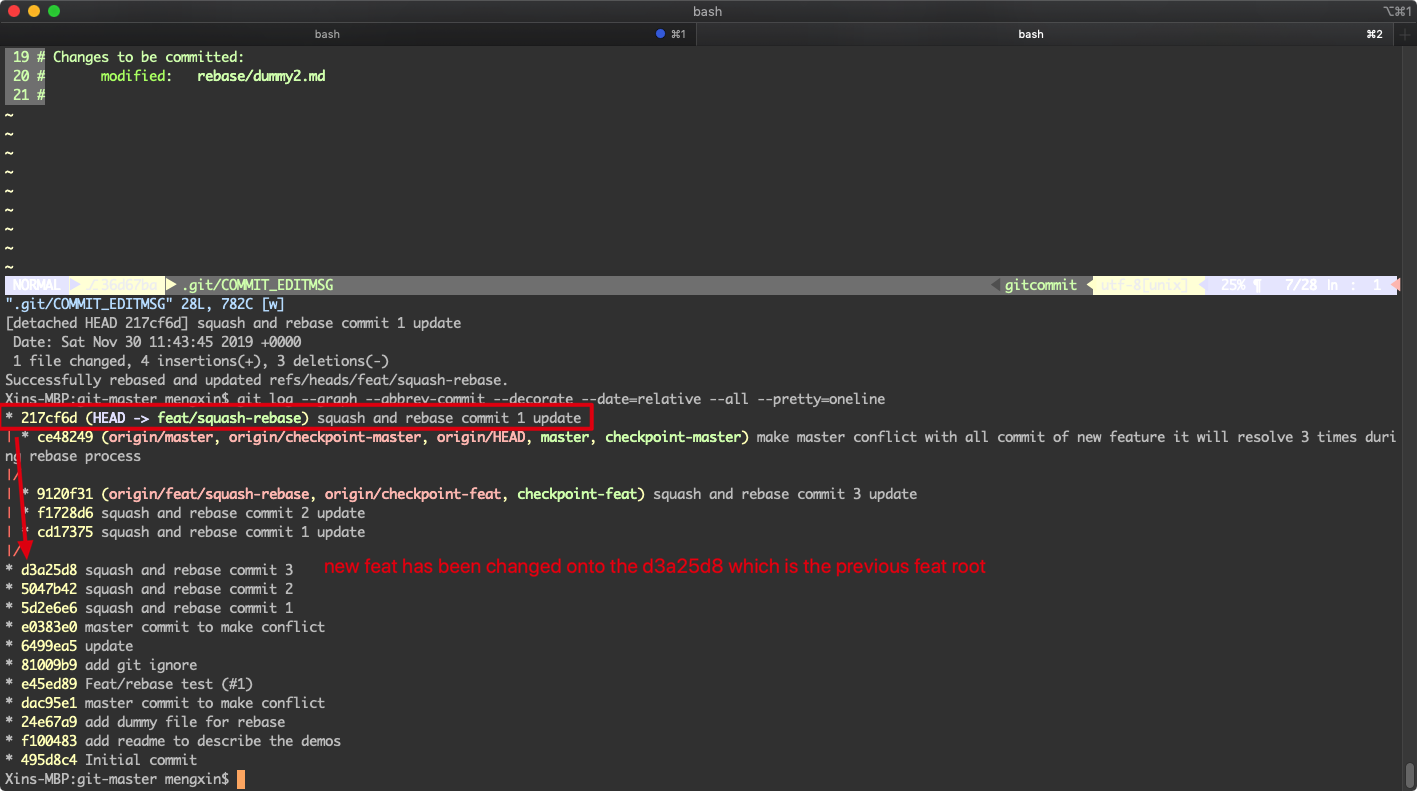 bash
⌥⌘1
bash ⌘1 bash ⌘2
19 # Changes to be committed:
20 #       modified:   rebase/dummy2.md
21 #
~
~
~
~
~
~
~
~
~
NORMAL 36d67ba .git/COMMIT_EDITMSG gitcommit utf-8[unix] 25% ¶ 7/28 ln : 1
".git/COMMIT_EDITMSG" 28L, 782C [w]
[detached HEAD 217cf6d] squash and rebase commit 1 update
 Date: Sat Nov 30 11:43:45 2019 +0000
 1 file changed, 4 insertions(+), 3 deletions(-)
Successfully rebased and updated refs/heads/feat/squash-rebase.
Xins-MBP:git-master mengxin$ git log --graph --abbrev-commit --decorate --date=relative --all --pretty=oneline
* 217cf6d (HEAD -> feat/squash-rebase) squash and rebase commit 1 update
| * ce48249 (origin/master, origin/checkpoint-master, origin/HEAD, master, checkpoint-master) make master conflict with all commit of new feature it will resolve 3 times duri
ng rebase process
|/
| * 9120f31 (origin/feat/squash-rebase, origin/checkpoint-feat, checkpoint-feat) squash and rebase commit 3 update
| * f1728d6 squash and rebase commit 2 update
| * cd17375 squash and rebase commit 1 update
|/
* d3a25d8 squash and rebase commit 3 new feat has been changed onto the d3a25d8 which is the previous feat root
* 5047b42 squash and rebase commit 2
* 5d2e6e6 squash and rebase commit 1
* e0383e0 master commit to make conflict
* 6499ea5 update
* 81009b9 add git ignore
* e45ed89 Feat/rebase test (#1)
* dac95e1 master commit to make conflict
* 24e67a9 add dummy file for rebase
* f100483 add readme to describe the demos
* 495d8c4 Initial commit
Xins-MBP:git-master mengxin$